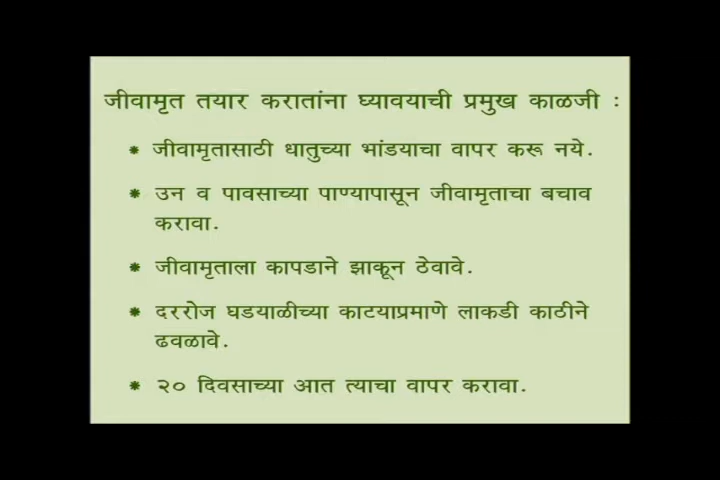 जीवामृत तयार करातांना घ्यावयाची प्रमुख काळजी :
* जीवामृतासाठी धातुच्या भांडयाचा वापर करू नये.
* उन व पावसाच्या पाण्यापासून जीवामृताचा बचाव
करावा.
* जीवामृताला कापडाने झाकून ठेवावे.
* दररोज घडयाळीच्या काटयाप्रमाणे लाकडी काठीने
ढवळावे.
* २० दिवसाच्या आत त्याचा वापर करावा.